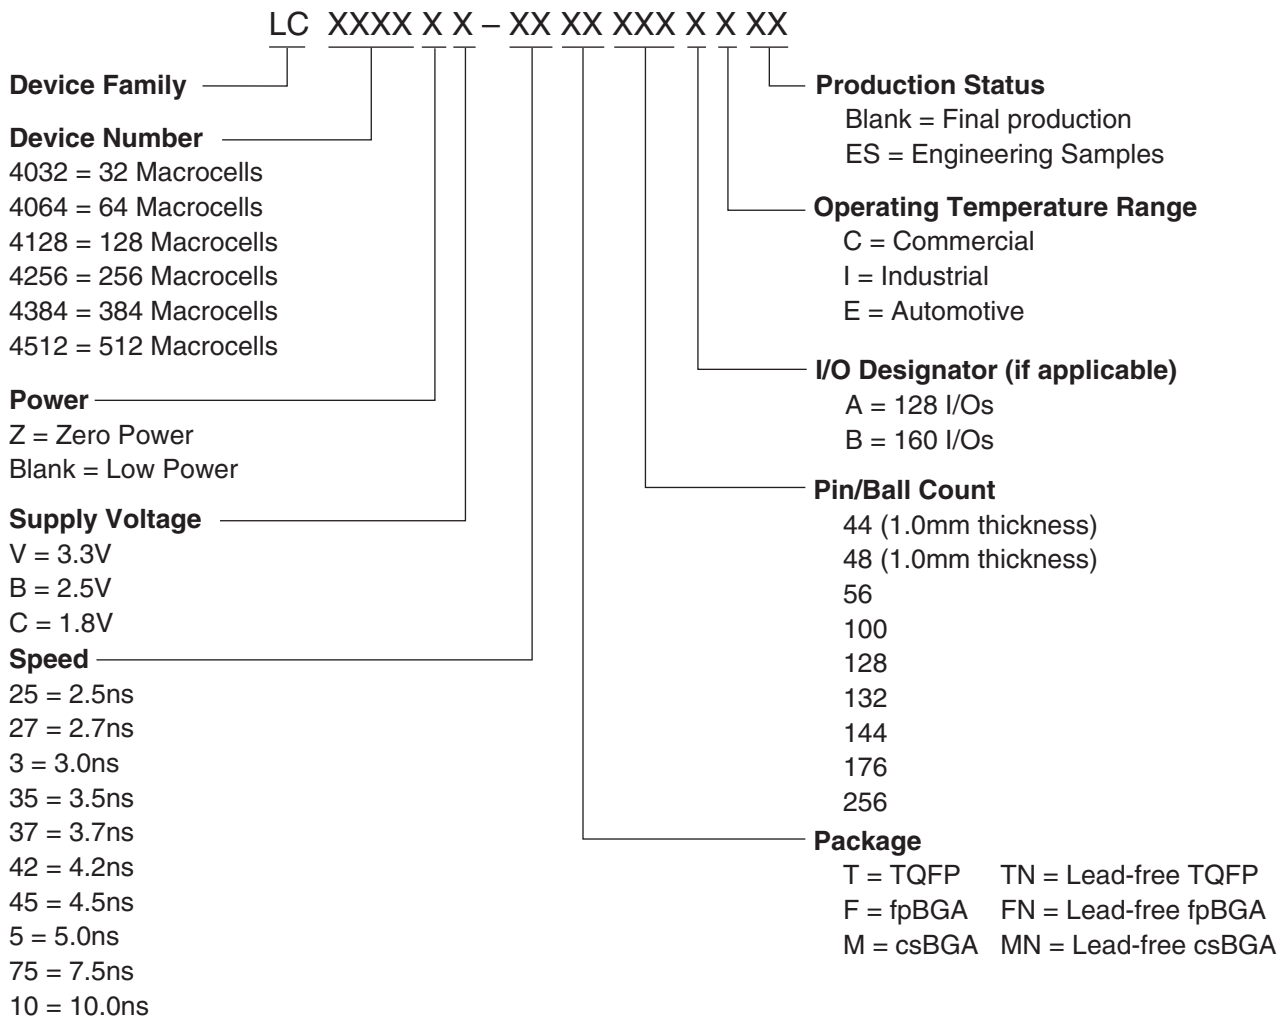 LC XXXX X X – XX XX XXX X X XX
Device Family
Device Number
4032 = 32 Macrocells
4064 = 64 Macrocells
4128 = 128 Macrocells
4256 = 256 Macrocells
4384 = 384 Macrocells
4512 = 512 Macrocells
Power
Z = Zero Power
Blank = Low Power
Supply Voltage
V = 3.3V
B = 2.5V
C = 1.8V
Speed
25 = 2.5ns
27 = 2.7ns
3 = 3.0ns
35 = 3.5ns
37 = 3.7ns
42 = 4.2ns
45 = 4.5ns
5 = 5.0ns
75 = 7.5ns
10 = 10.0ns
Production Status
Blank = Final production
ES = Engineering Samples
Operating Temperature Range
C = Commercial
I = Industrial
E = Automotive
I/O Designator (if applicable)
A = 128 I/Os
B = 160 I/Os
Pin/Ball Count
44 (1.0mm thickness)
48 (1.0mm thickness)
56
100
128
132
144
176
256
Package
T = TQFP TN = Lead-free TQFP
F = fpBGA FN = Lead-free fpBGA
M = csBGA MN = Lead-free csBGA